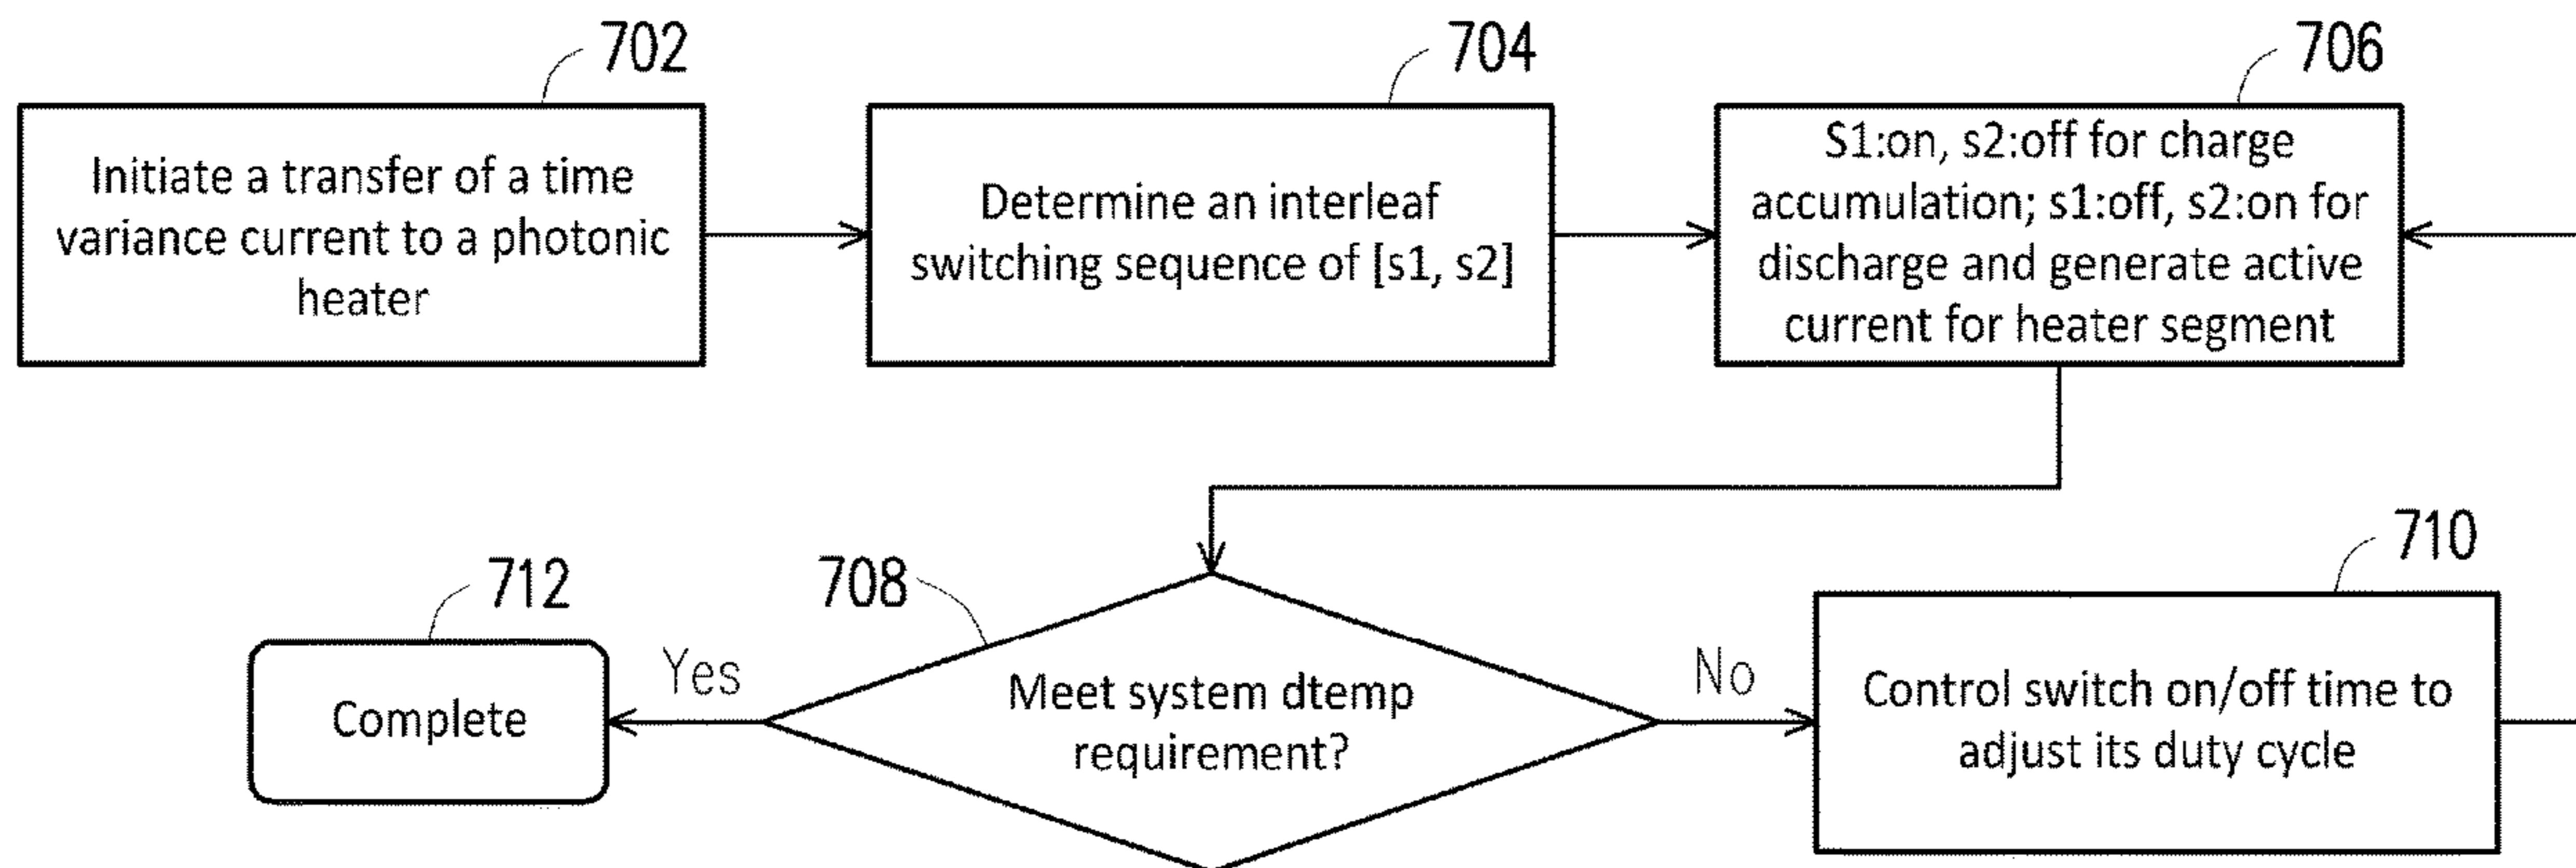 702
Initiate a transfer of a time
variance current to a photonic
heater
704
Determine an interleaf
switching sequence of [s1, s2]
706
S1:on, s2:off for charge
accumulation; s1:off, s2:on for
discharge and generate active
current for heater segment
708
Meet system dtemp
requirement?
Yes
No
710
Control switch on/off time to
adjust its duty cycle
712
Complete